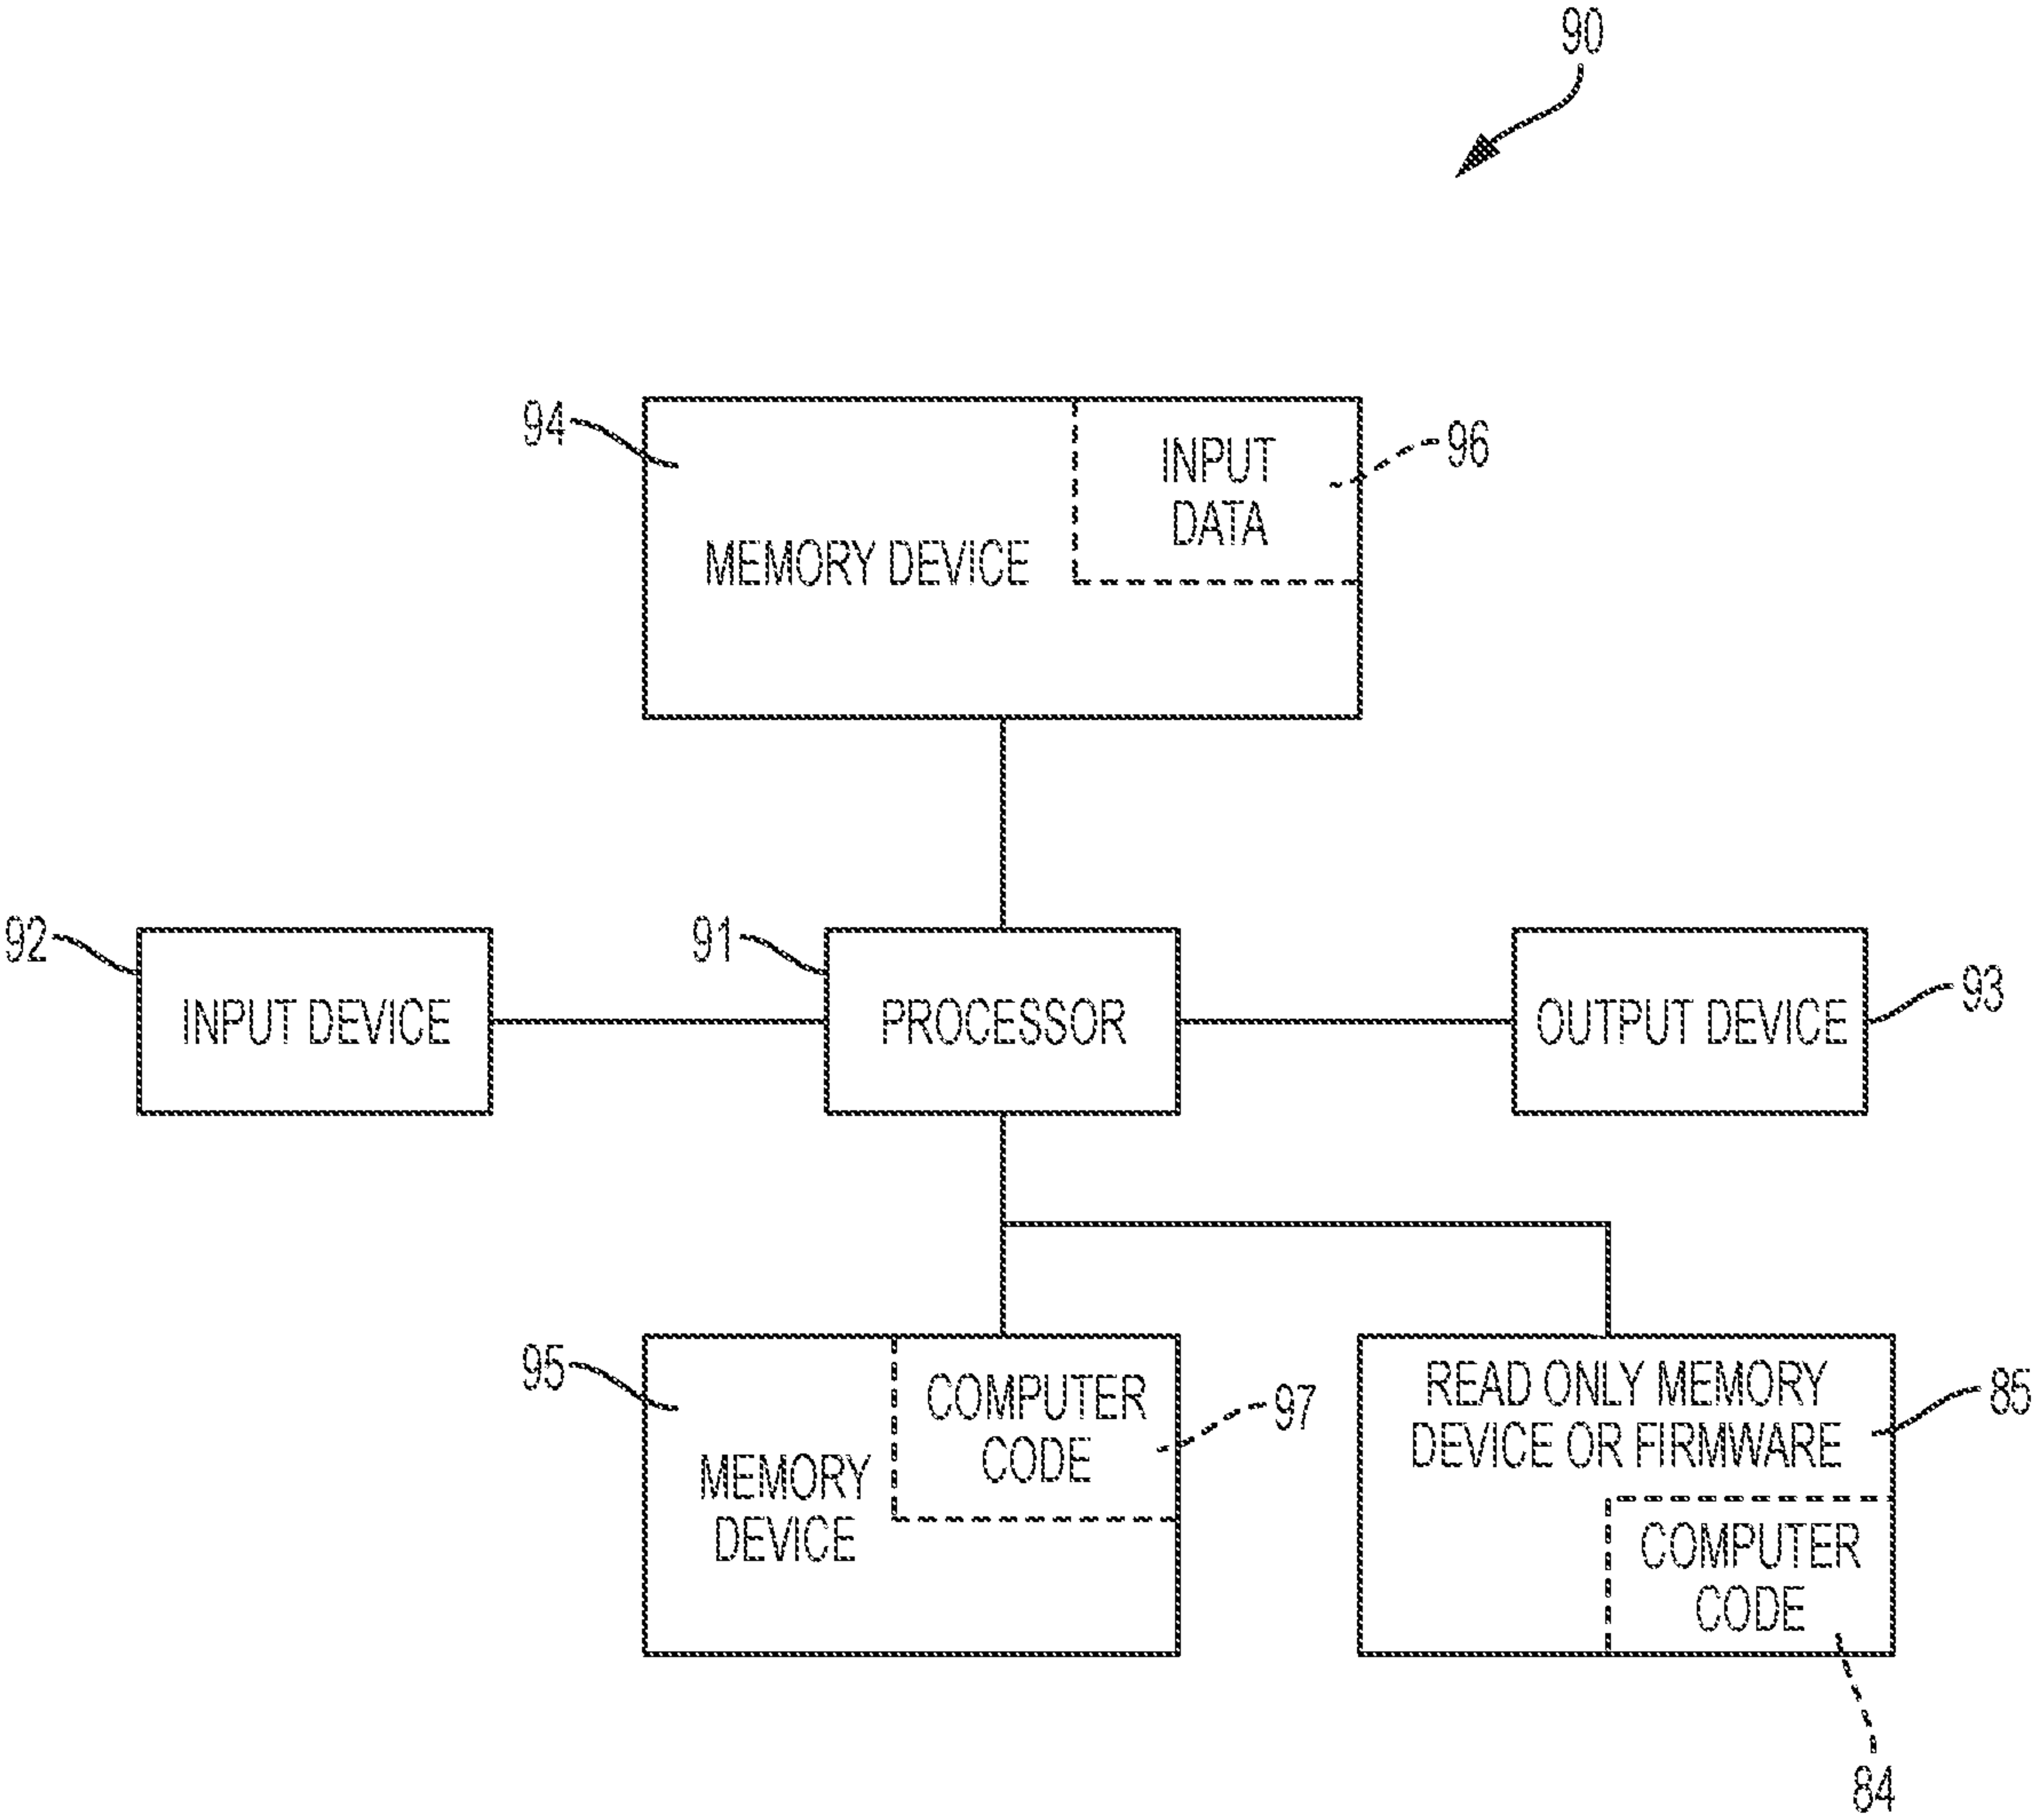 90
94
INPUT
DATA
96
MEMORY DEVICE
92
INPUT DEVICE
91
PROCESSOR
OUTPUT DEVICE
93
95
MEMORY
DEVICE
COMPUTER
CODE
97
READ ONLY MEMORY
DEVICE OR FIRMWARE
85
COMPUTER
CODE
84